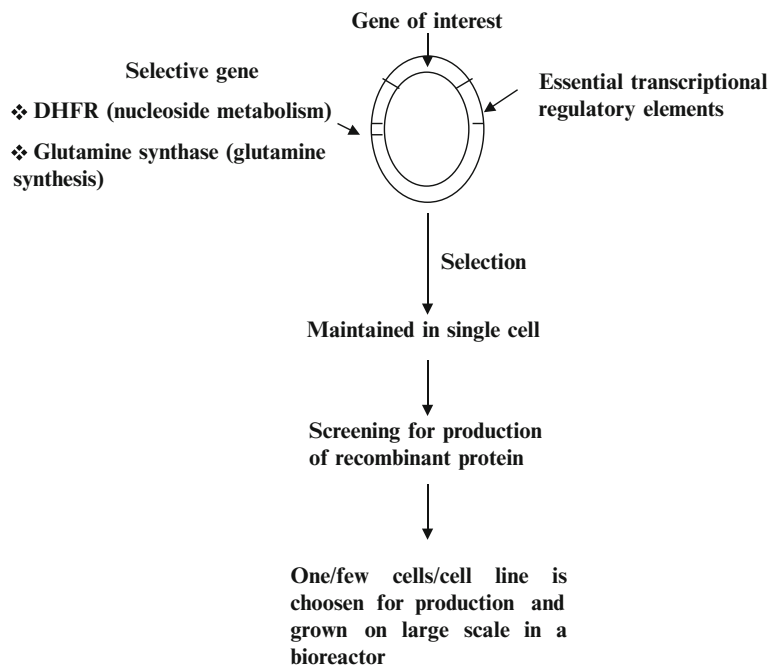 Gene of interest
Selective gene
❖ DHFR (nucleoside metabolism)
❖ Glutamine synthase (glutamine
synthesis)
Essential transcriptional
regulatory elements
Selection
Maintained in single cell
Screening for production
of recombinant protein
One/few cells/cell line is
choosen for production and
grown on large scale in a
bioreactor